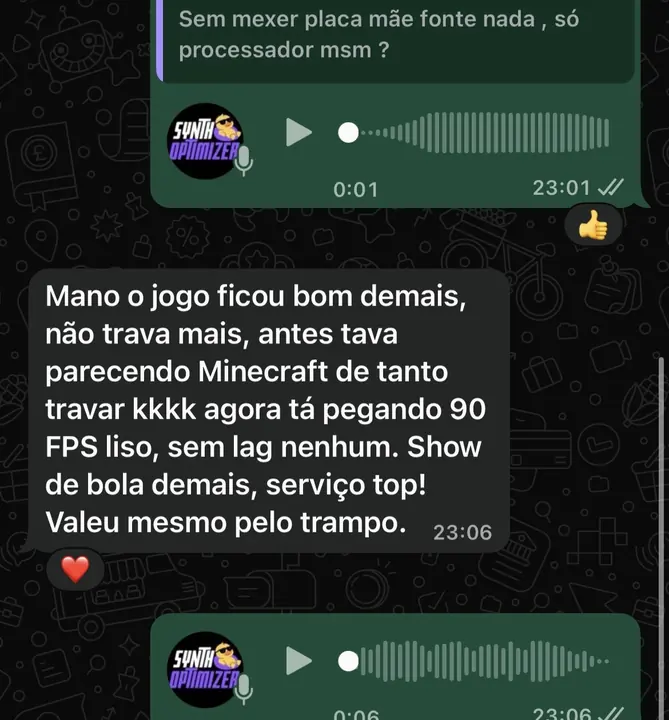 Sem mexer placa mãe fonte nada , só
processador msm ?
SYNTH
OPTIMIZER
0:01
23:01
Mano o jogo ficou bom demais,
não trava mais, antes tava
parecendo Minecraft de tanto
travar kkkk agora tá pegando 90
FPS liso, sem lag nenhum. Show
de bola demais, serviço top!
Valeu mesmo pelo trampo.
23:06
SYNTH
OPTIMIZER
0:06
23:06